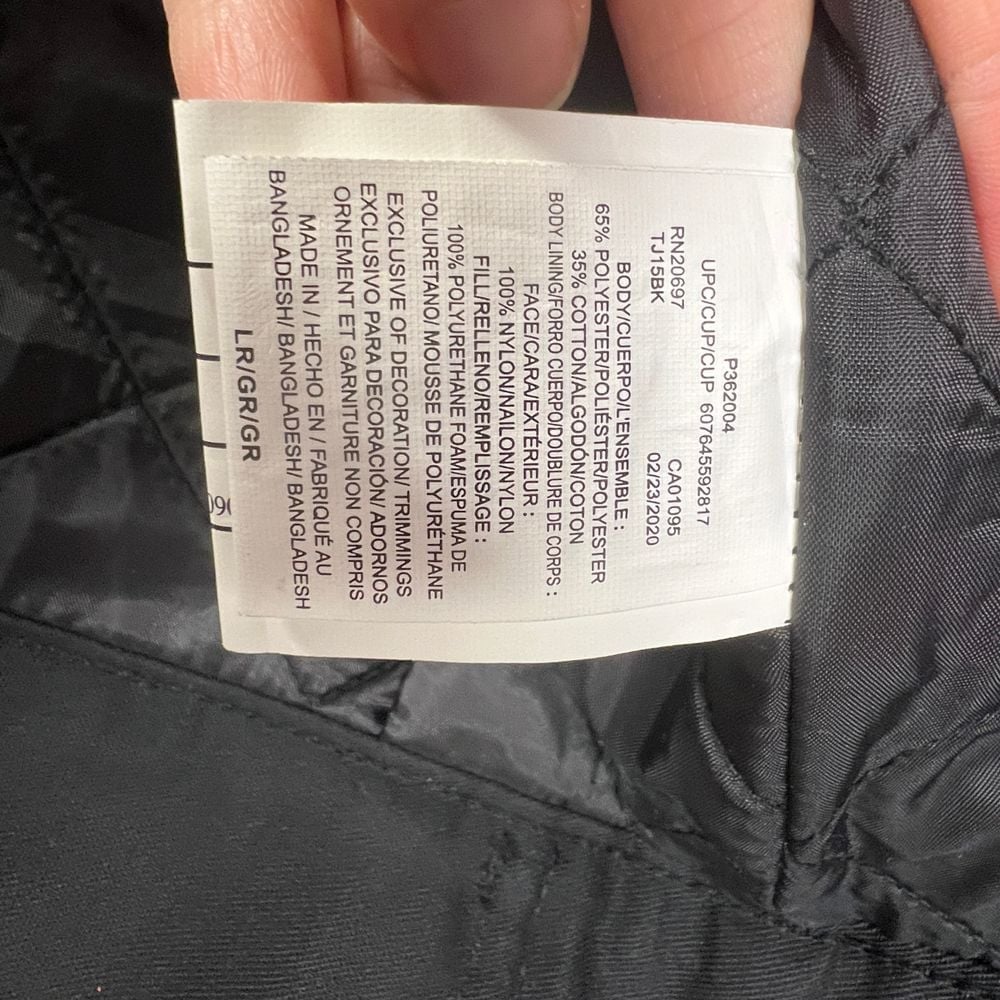 P362004
UPC/CUP/CUP 607645592817
RN20697 CA01095
TJ15BK 02/23/2020
BODY/CUERPO/L'ENSEMBLE :
65% POLYESTER/POLIÉSTER/POLYESTER
35% COTTON/ALGODÓN/COTON
BODY LINING/FORRO CUERPO/DOUBLURE DE CORPS :
FACE/CARA/EXTÉRIEUR :
100% NYLON/NAILON/NYLON
FILL/RELLENO/REMPLISSAGE :
100% POLYURETHANE FOAM/ESPUMA DE
POLIURETANO/ MOUSSE DE POLYURÉTHANE
EXCLUSIVE OF DECORATION/ TRIMMINGS
EXCLUSIVO PARA DECORACIÓN/ ADORNOS
ORNEMENT ET GARNITURE NON COMPRIS
MADE IN / HECHO EN / FABRIQUÉ AU
BANGLADESH/ BANGLADESH/ BANGLADESH
LR/GR/GR